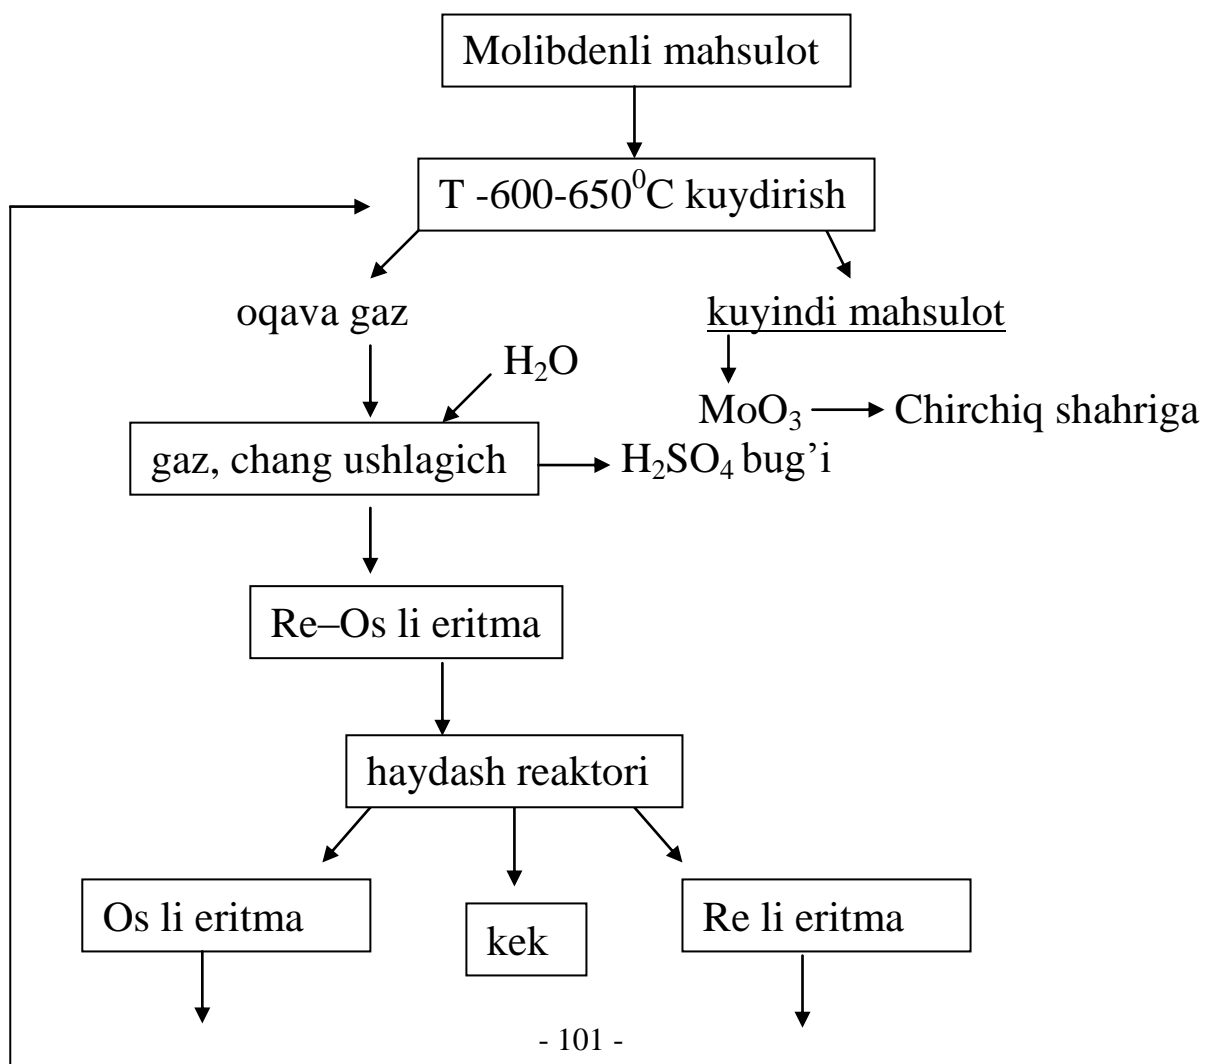 Molibdenli mahsulot
T -600-650⁰C kuydirish
oqava gaz
kuyindi mahsulot
H₂O
MoO₃
Chirchiq shahriga
gaz, chang ushlagich
H₂SO₄ bug’i
Re–Os li eritma
haydash reaktori
Os li eritma
kek
Re li eritma
- 101 -